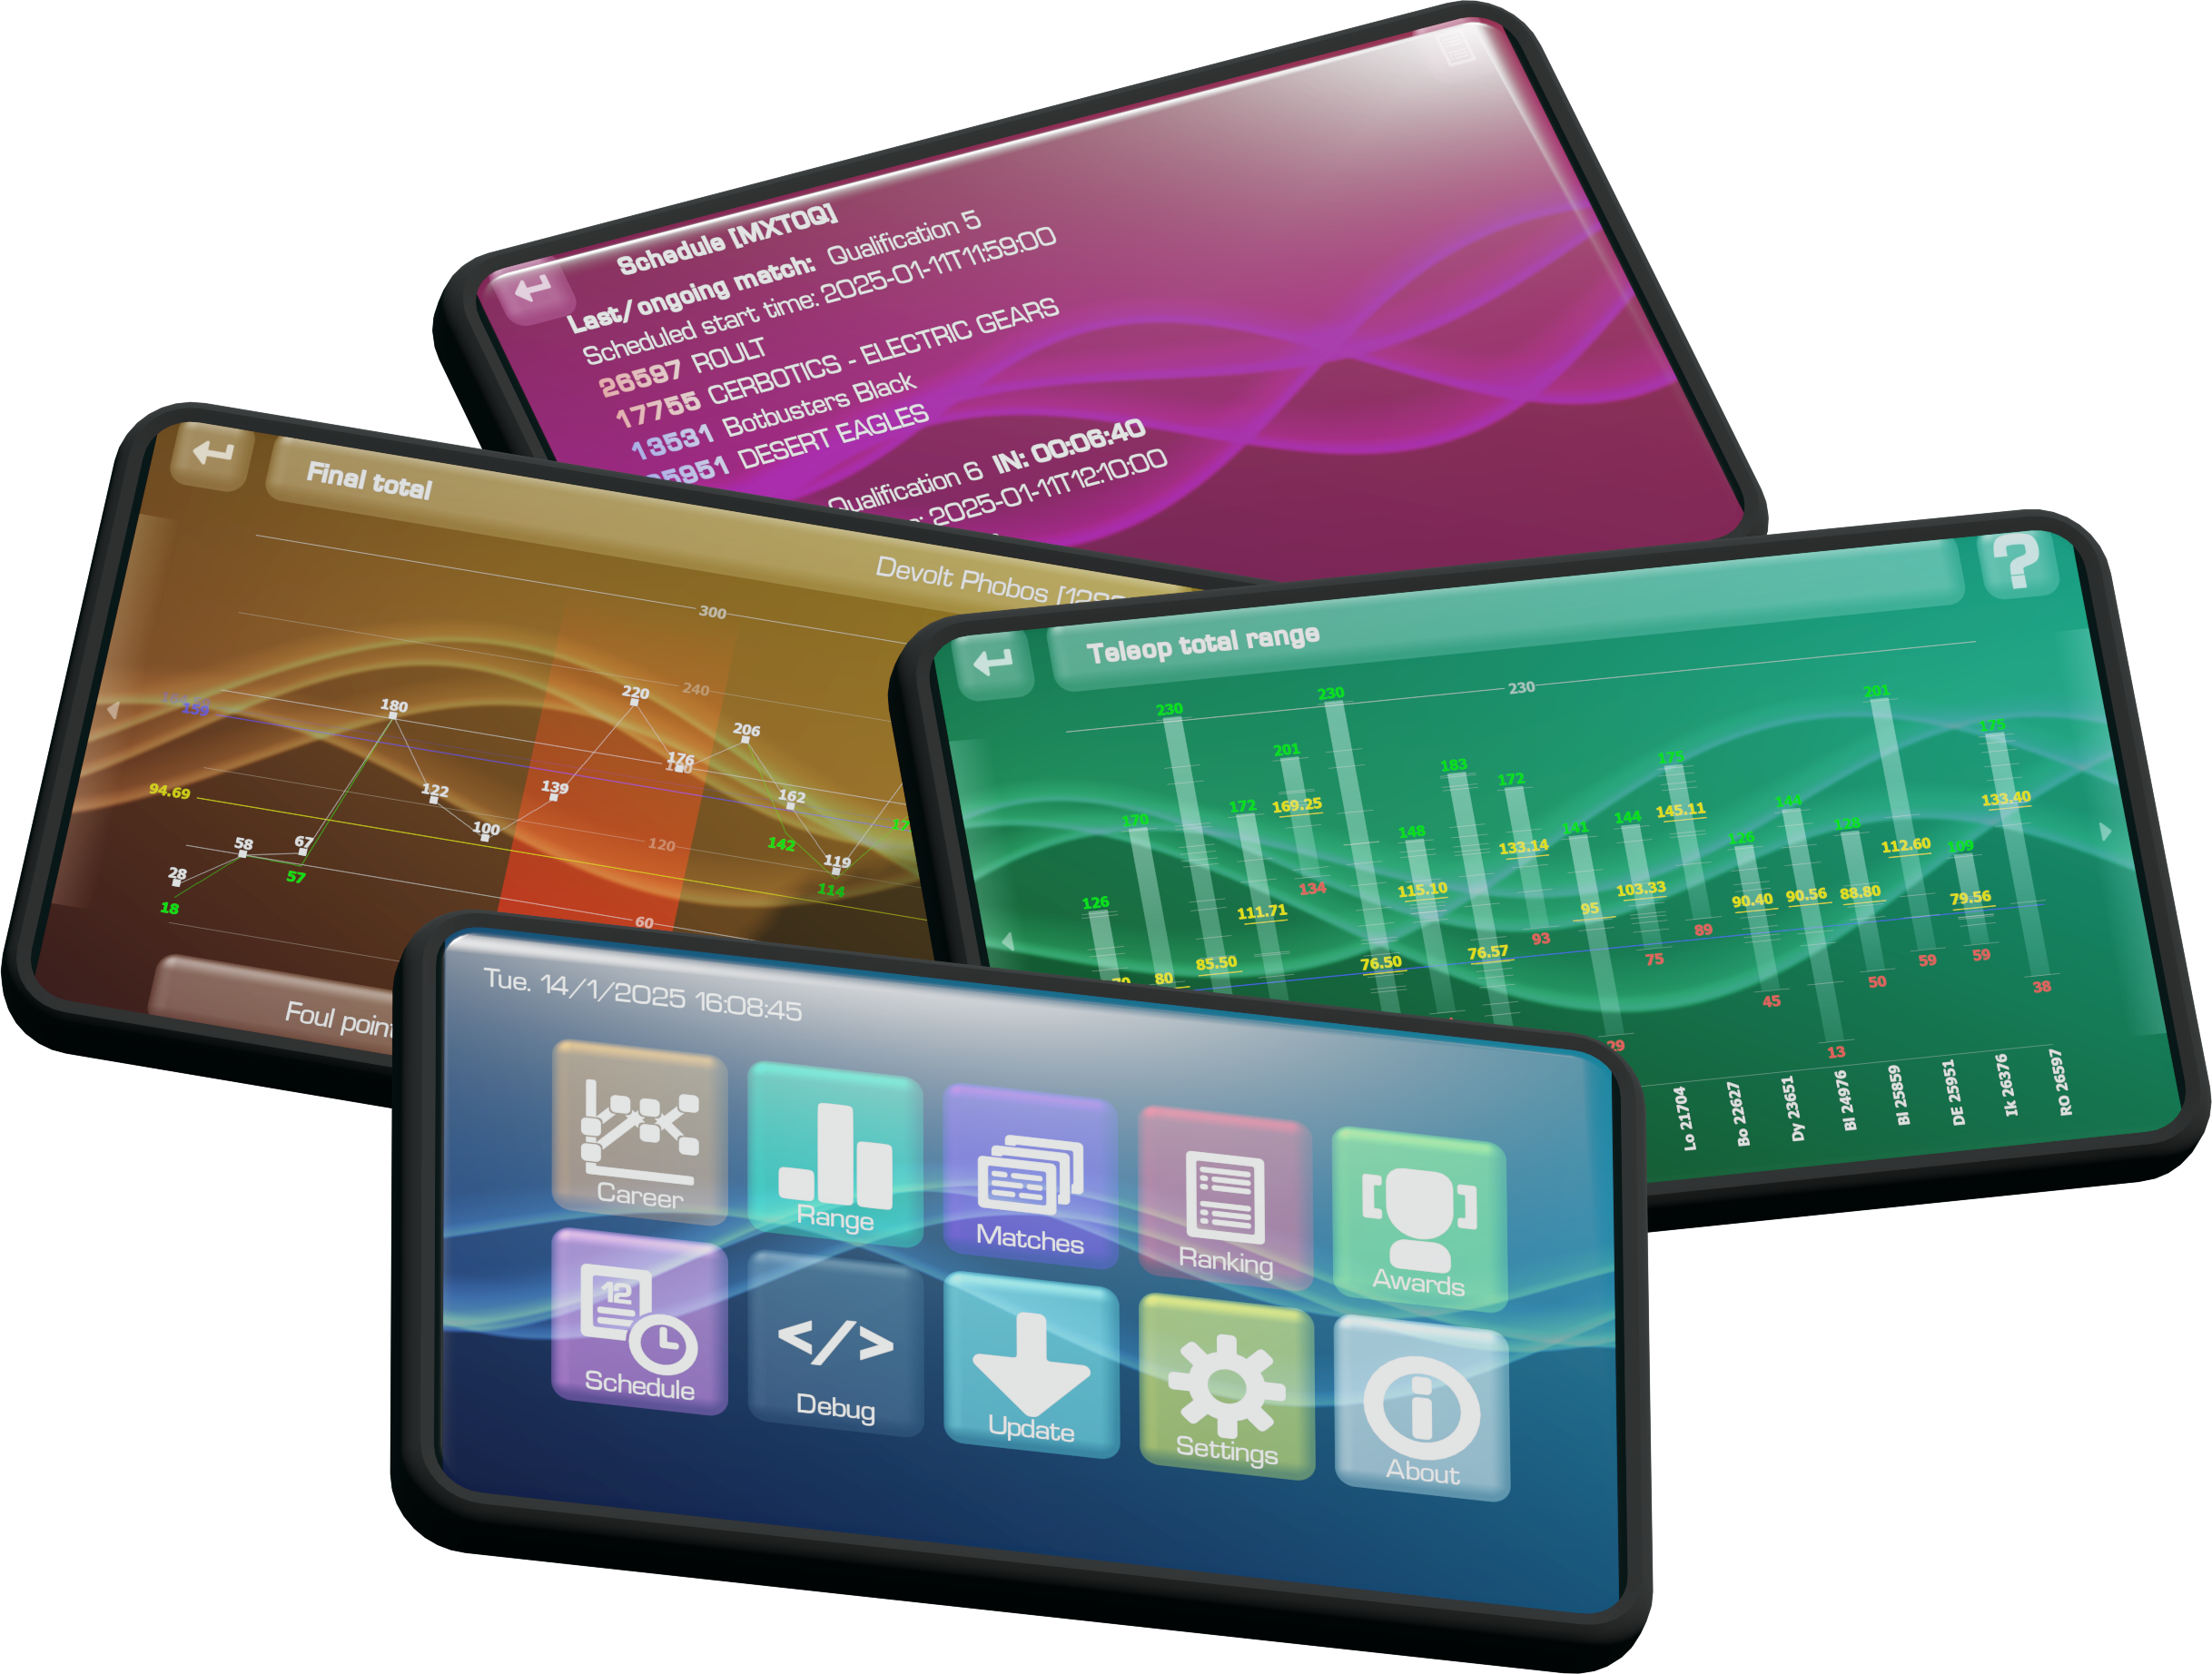 Schedule [MXTOQ]
Last/ongoing match: Qualification 5
Scheduled start time: 2025-01-11T11:59:00
26597 ROULT
17755 CERBOTICS - ELECTRIC GEARS
13531 Botbusters Black
5951 DESERT EAGLES
Qualification 6 IN: 00:06:40
: 2025-01-11T12:10:00
Final total
Devolt Phobos
300
240
220
206
180
176
159
162
139
142
122
120
119
114
100
94.69
67
60
58
57
28
18
Foul
Teleop total range
?
230
230
230
201
201
183
175
175
172
172
170
169.25
148
145.11
144
144
141
134
133.40
133.14
128
126
126
115.10
112.60
111.71
109
103.33
95
93
90.56
90.40
89
88.80
85.50
80
79.56
76.57
76.50
75
59
59
50
45
38
29
13
Lo 21704
Bo 22627
Dy 23651
Bl 24976
Bl 25859
DE 25951
Ik 26376
RO 26597
Tue. 14/1/2025 16:08:45
Career
Range
Matches
Ranking
Awards
12
Schedule
</>
Debug
Update
Settings
i
About